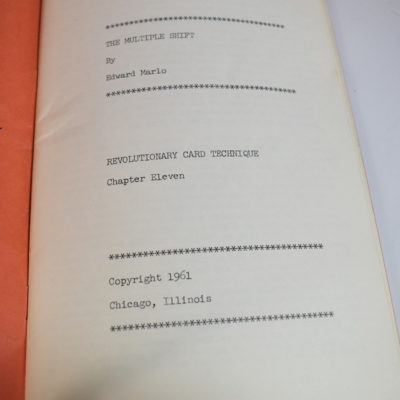 ***********************************
THE MULTIPLE SHIFT
By
Edward Marlo
*************************************
REVOLUTIONARY CARD TECHNIQUE
Chapter Eleven
*****************************************
Copyright 1961
Chicago, Illinois
*****************************************